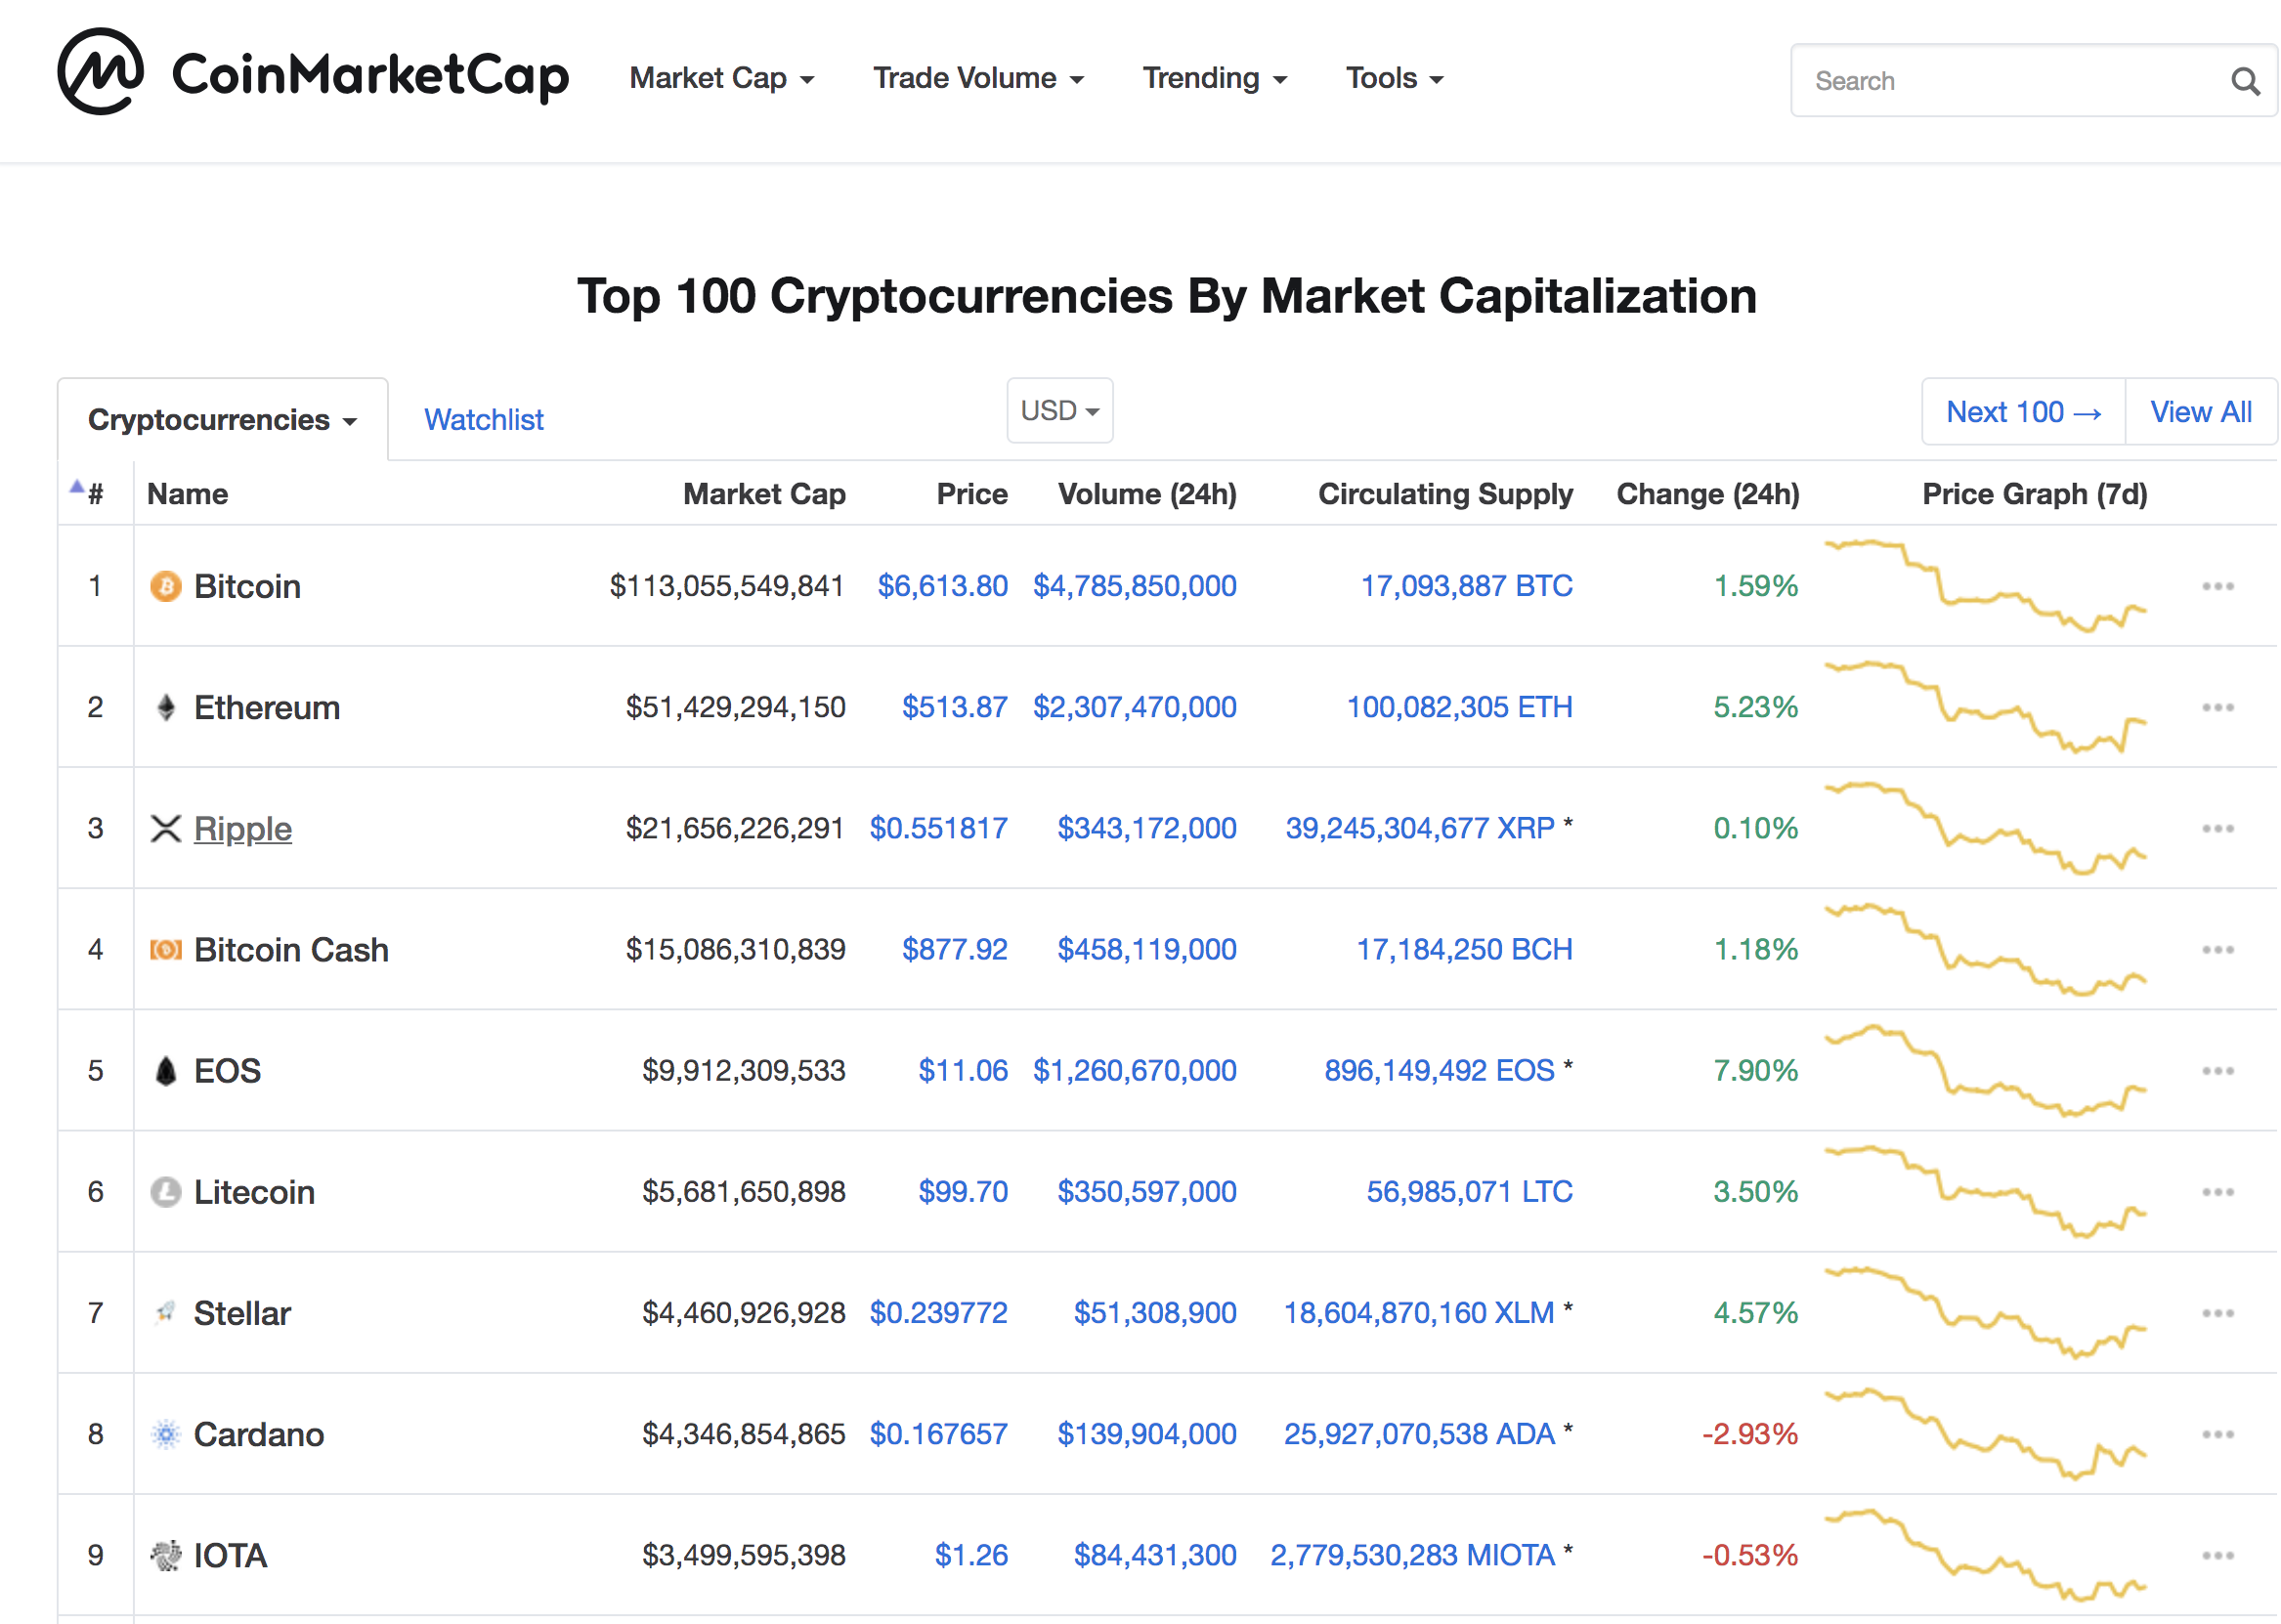 CoinMarketCap Market Cap Trade Volume Trending Tools Search
Top 100 Cryptocurrencies By Market Capitalization
Cryptocurrencies Watchlist USD Next 100 → View All
# Name Market Cap Price Volume (24h) Circulating Supply Change (24h) Price Graph (7d)
1 Bitcoin $113,055,549,841 $6,613.80 $4,785,850,000 17,093,887 BTC 1.59%
2 Ethereum $51,429,294,150 $513.87 $2,307,470,000 100,082,305 ETH 5.23%
3 Ripple $21,656,226,291 $0.551817 $343,172,000 39,245,304,677 XRP * 0.10%
4 Bitcoin Cash $15,086,310,839 $877.92 $458,119,000 17,184,250 BCH 1.18%
5 EOS $9,912,309,533 $11.06 $1,260,670,000 896,149,492 EOS * 7.90%
6 Litecoin $5,681,650,898 $99.70 $350,597,000 56,985,071 LTC 3.50%
7 Stellar $4,460,926,928 $0.239772 $51,308,900 18,604,870,160 XLM * 4.57%
8 Cardano $4,346,854,865 $0.167657 $139,904,000 25,927,070,538 ADA * -2.93%
9 IOTA $3,499,595,398 $1.26 $84,431,300 2,779,530,283 MIOTA * -0.53%